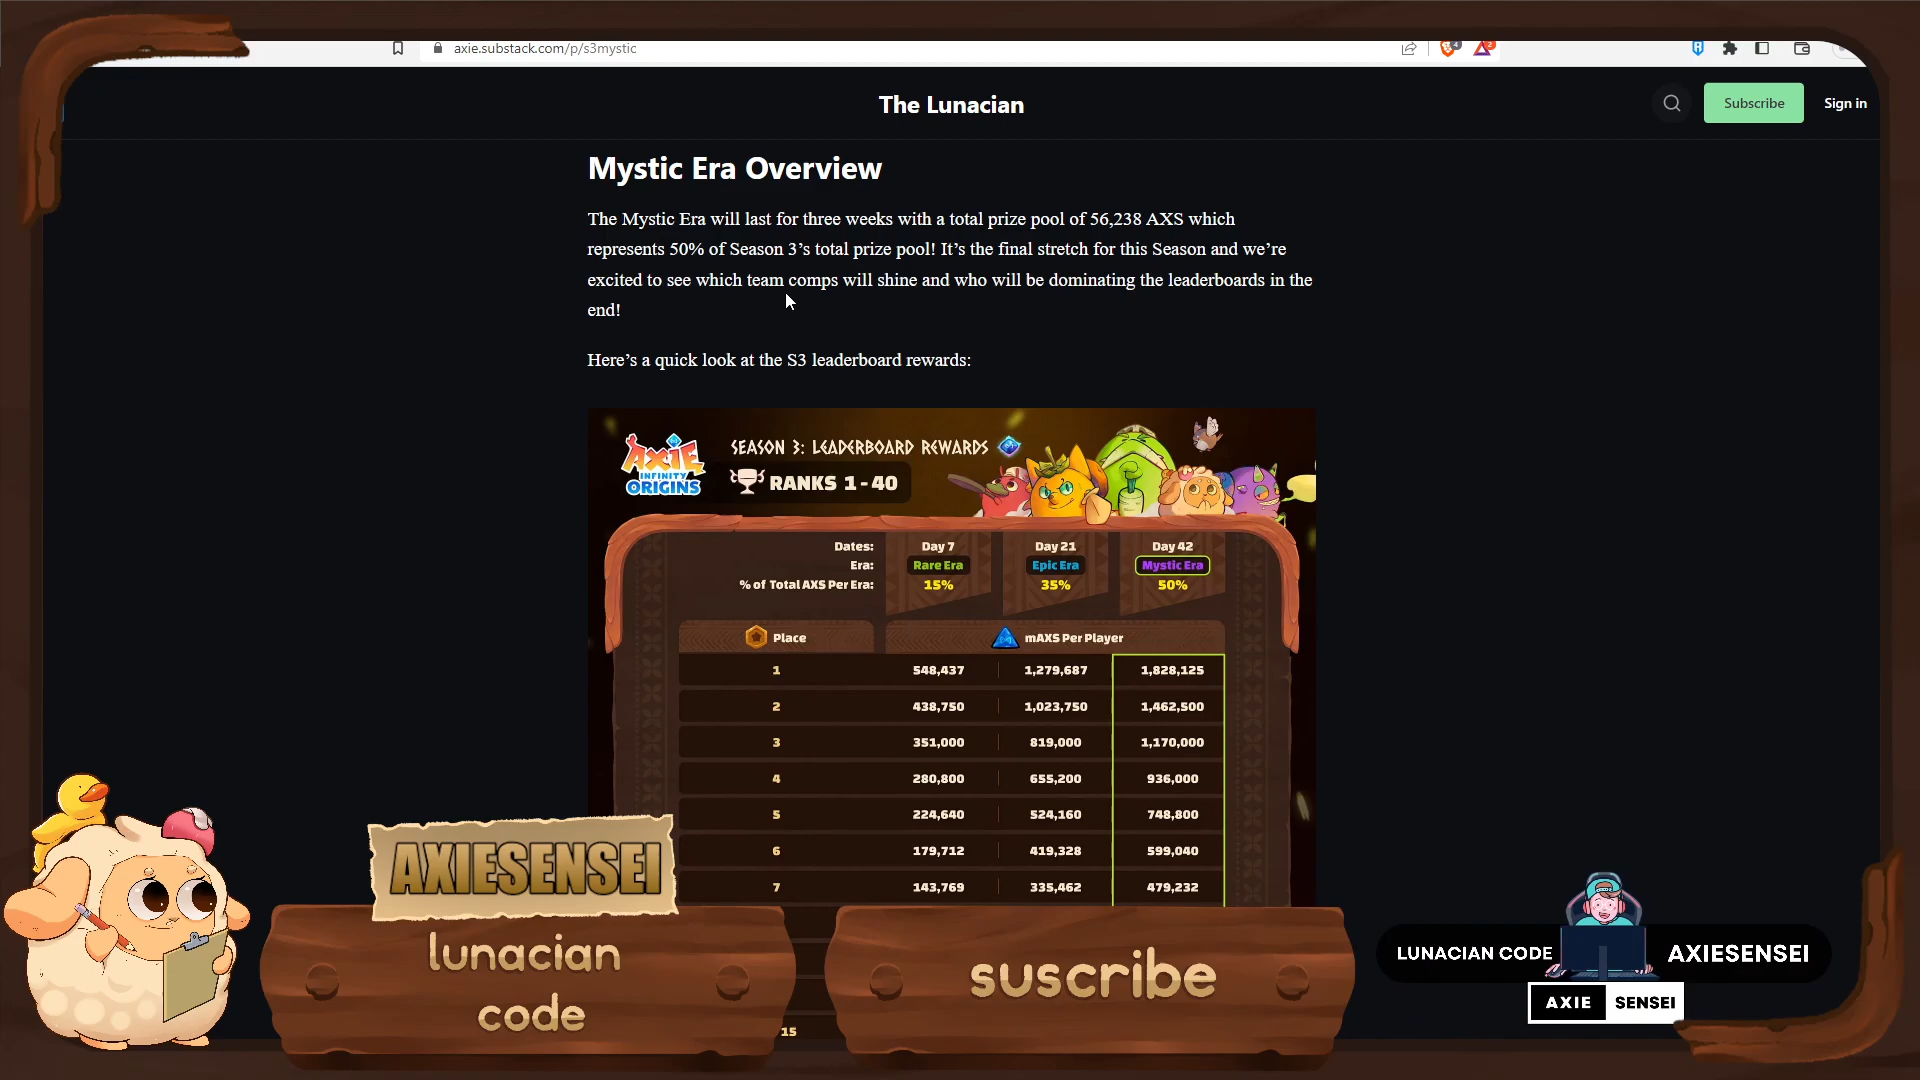 axie.substack.com/p/s3mystic
The Lunacian
Subscribe
Sign in
Mystic Era Overview
The Mystic Era will last for three weeks with a total prize pool of 56,238 AXS which
represents 50% of Season 3’s total prize pool! It’s the final stretch for this Season and we’re
excited to see which team comps will shine and who will be dominating the leaderboards in the
end!
Here’s a quick look at the S3 leaderboard rewards:
AXIE
INFINITY
ORIGINS
SEASON 3: LEADERBOARD REWARDS
RANKS 1-40
Dates: Day 7 Day 21 Day 42
Era: Rare Era Epic Era Mystic Era
% of Total AXS Per Era: 15% 35% 50%
Place mAXS Per Player
1 548,437 1,279,687 1,828,125
2 438,750 1,023,750 1,462,500
3 351,000 819,000 1,170,000
4 280,800 655,200 936,000
5 224,640 524,160 748,800
6 179,712 419,328 599,040
7 143,769 335,462 479,232
15
AXIESENSEI
lunacian
code
suscribe
LUNACIAN CODE AXIESENSEI
AXIE SENSEI